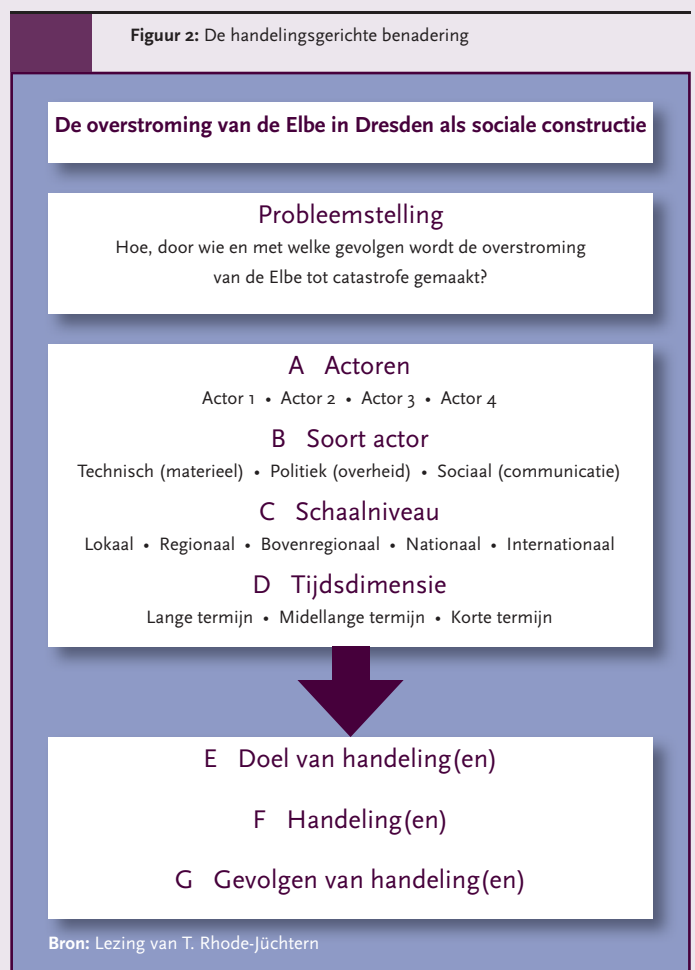 Figuur 2: De handelingsgerichte benadering
De overstroming van de Elbe in Dresden als sociale constructie
Probleemstelling
Hoe, door wie en met welke gevolgen wordt de overstroming
van de Elbe tot catastrofe gemaakt?
A Actoren
Actor 1 • Actor 2 • Actor 3 • Actor 4
B Soort actor
Technisch (materieel) • Politiek (overheid) • Sociaal (communicatie)
C Schaalniveau
Lokaal • Regionaal • Bovenregionaal • Nationaal • Internationaal
D Tijdsdimensie
Lange termijn • Midellange termijn • Korte termijn
E Doel van handeling(en)
F Handeling(en)
G Gevolgen van handeling(en)
Bron: Lezing van T. Rhode-Jüchtern